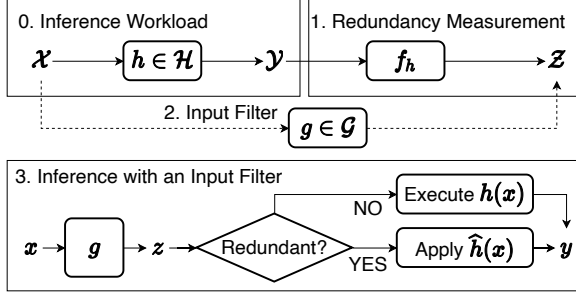 0. Inference Workload
1. Redundancy Measurement
𝒳 h ∈ ℋ 𝒴 f_h 𝒵
2. Input Filter
g ∈ 𝒢
3. Inference with an Input Filter
NO
Execute h(x)
x g z Redundant? y
YES
Apply ĥ(x)